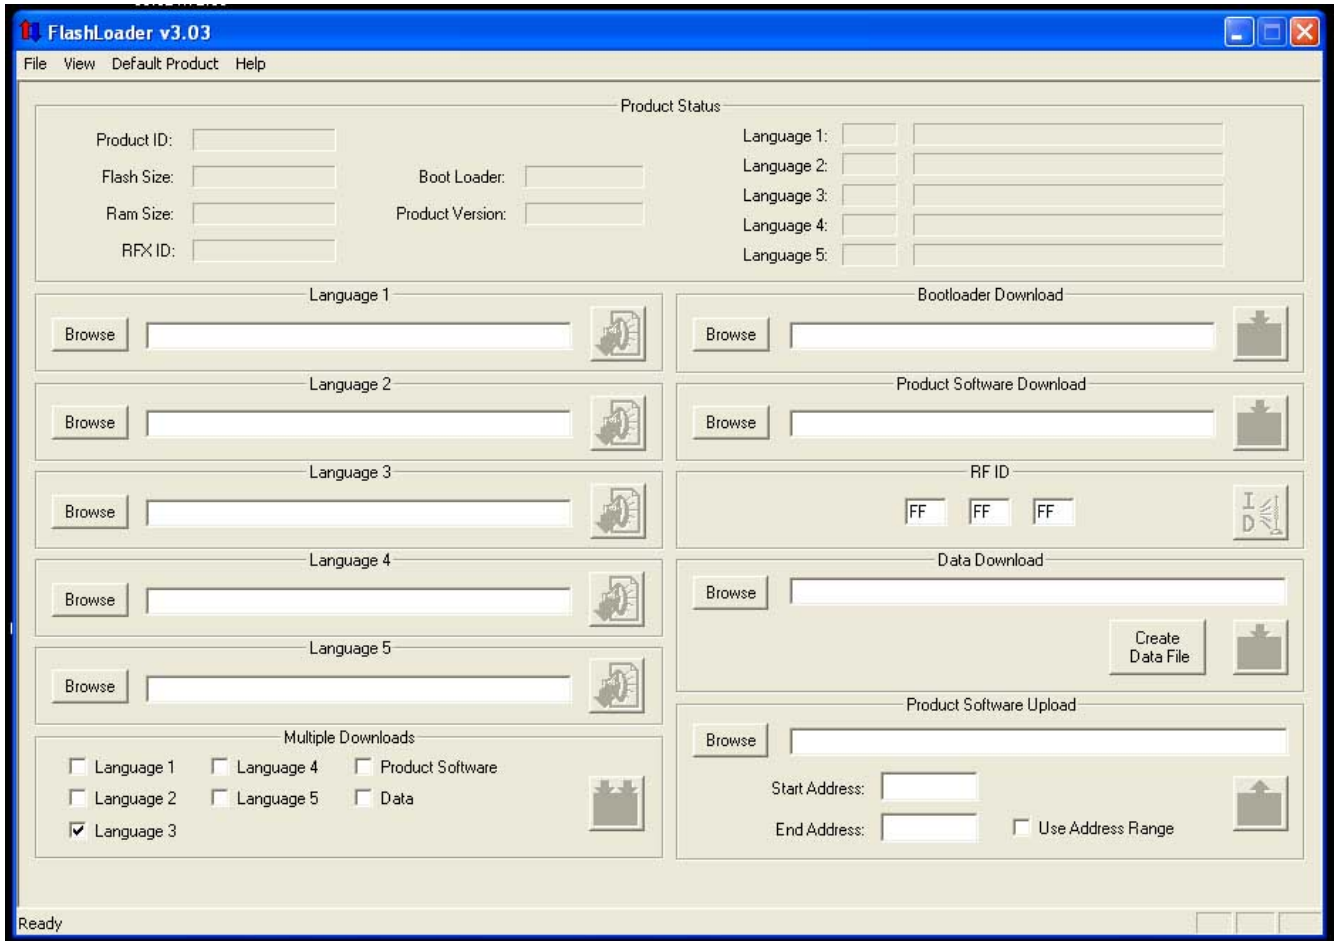 FlashLoader v3.03
File View Default Product Help
Product Status
Product ID:
Flash Size:
Ram Size:
RFX ID:
Boot Loader:
Product Version:
Language 1:
Language 2:
Language 3:
Language 4:
Language 5:
Language 1
Browse
Language 2
Browse
Language 3
Browse
Language 4
Browse
Language 5
Browse
Multiple Downloads
Language 1 Language 4 Product Software
Language 2 Language 5 Data
Language 3
Bootloader Download
Browse
Product Software Download
Browse
RF ID
FF FF FF
I
D
Data Download
Browse
Create
Data File
Product Software Upload
Browse
Start Address:
End Address: Use Address Range
Ready